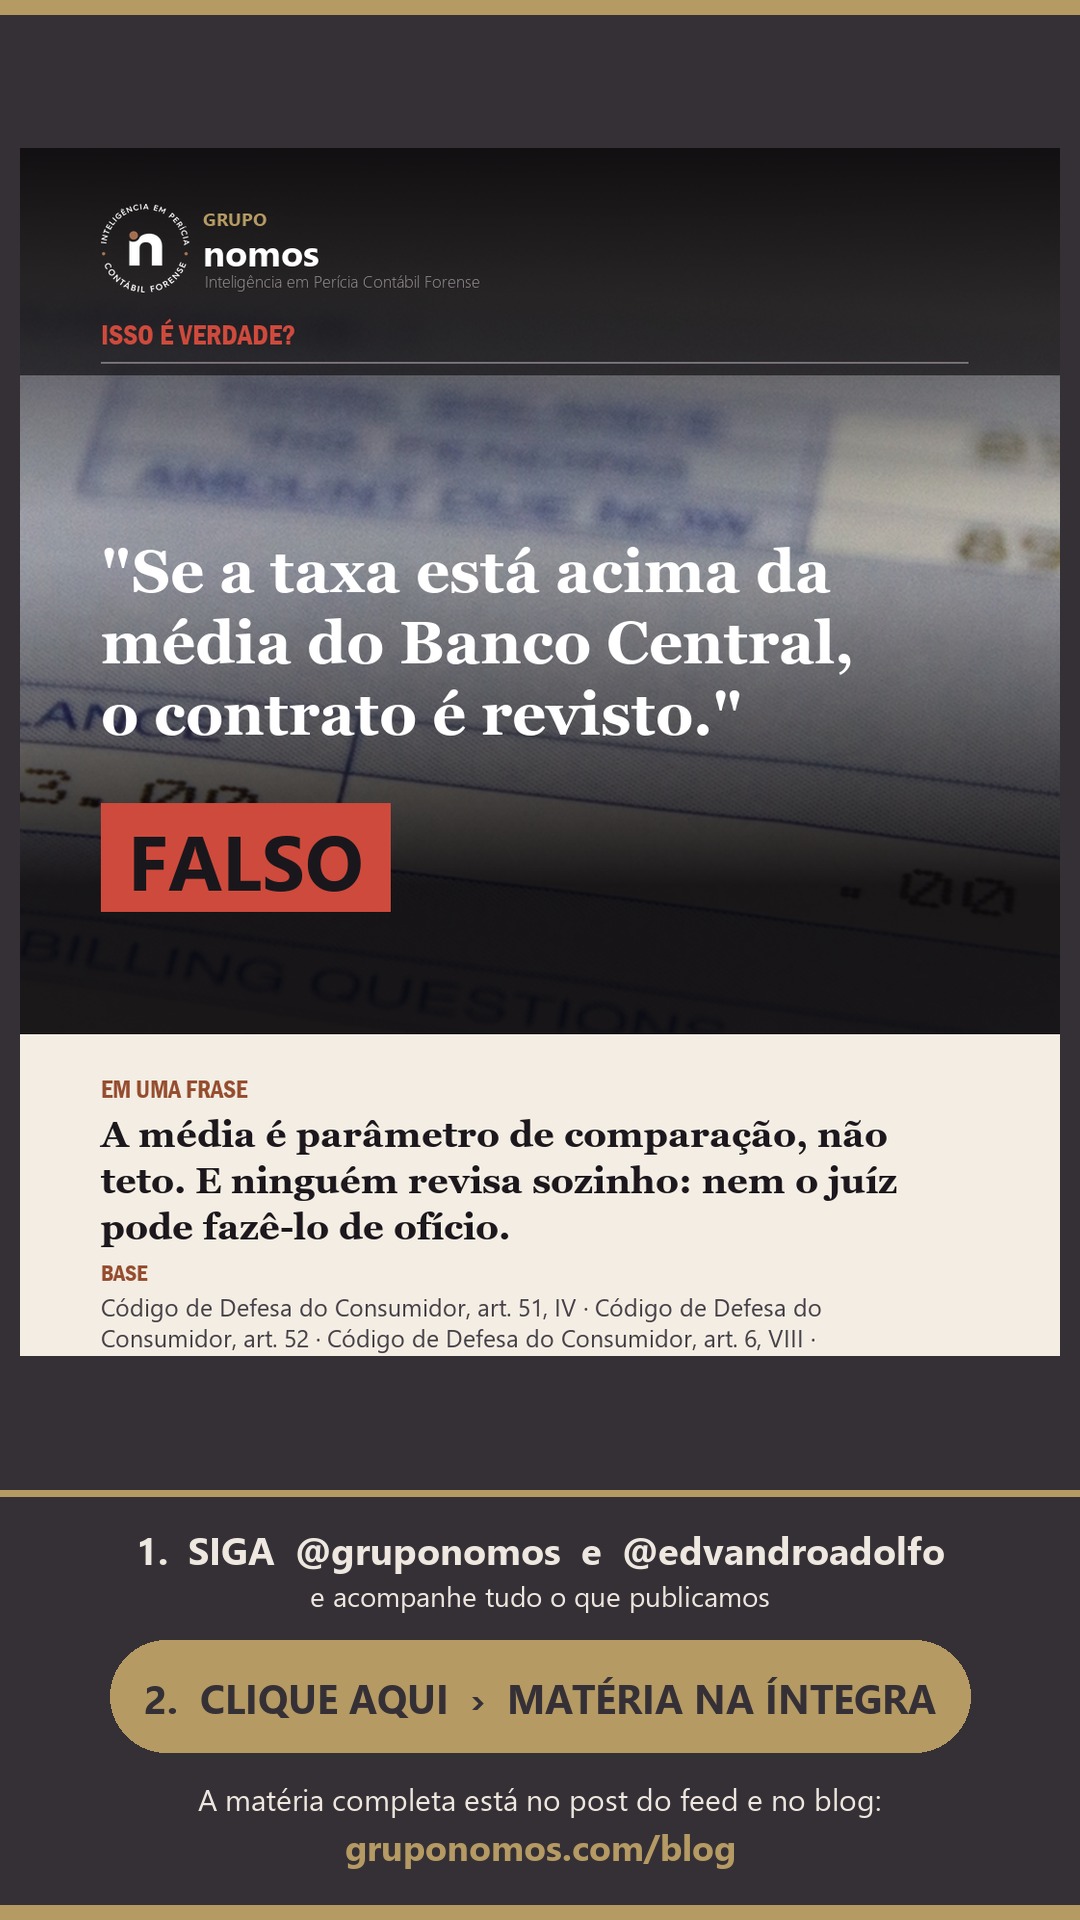 INTELIGÊNCIA EM PERÍCIA
CONTÁBIL FORENSE
n
GRUPO
nomos
Inteligência em Perícia Contábil Forense
ISSO É VERDADE?
AMOUNT DUE NOW
"Se a taxa está acima da
média do Banco Central,
o contrato é revisto."
FALSO
.00
BILLING QUESTIONS
EM UMA FRASE
A média é parâmetro de comparação, não
teto. E ninguém revisa sozinho: nem o juíz
pode fazê-lo de ofício.
BASE
Código de Defesa do Consumidor, art. 51, IV · Código de Defesa do
Consumidor, art. 52 · Código de Defesa do Consumidor, art. 6, VIII ·
1. SIGA @gruponomos e @edvandroadolfo
e acompanhe tudo o que publicamos
2. CLIQUE AQUI › MATÉRIA NA ÍNTEGRA
A matéria completa está no post do feed e no blog:
gruponomos.com/blog